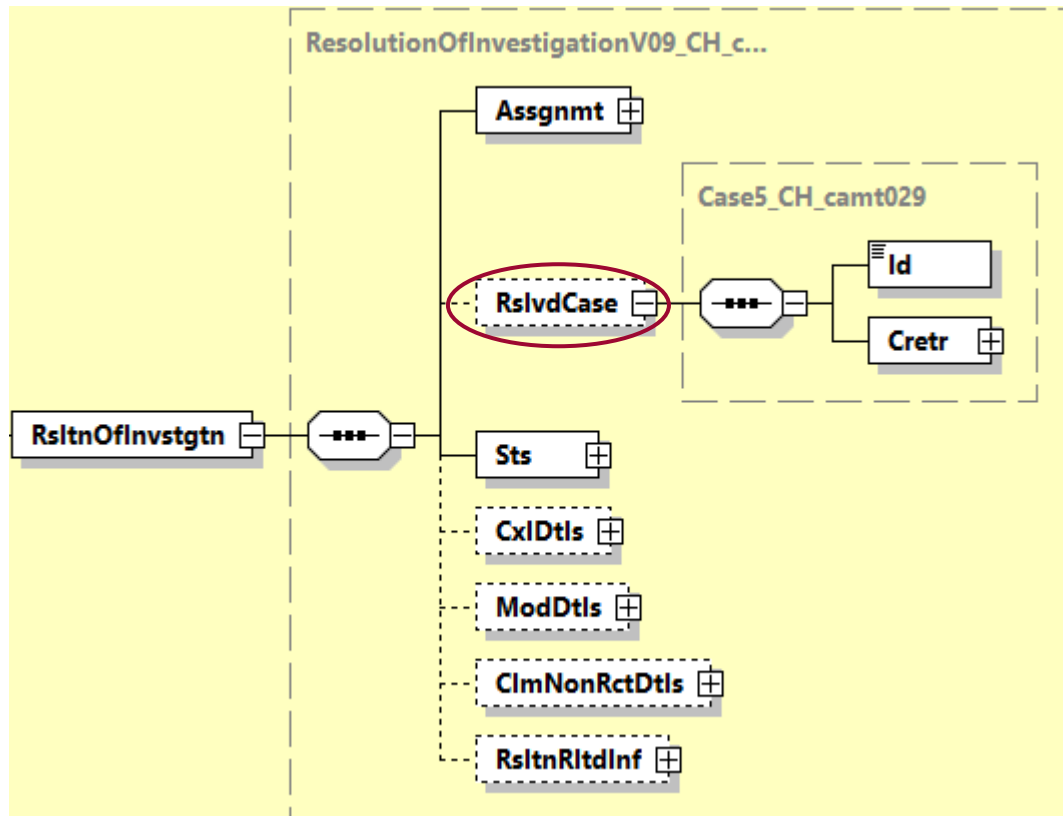 ResolutionOfInvestigationV09_CH_c...
Assgnmt
Case5_CH_camt029
Id
RslvdCase
Cretr
RsltnOfInvstgtn
Sts
CxlDtls
ModDtls
ClmNonRctDtls
RsltnRltdInf